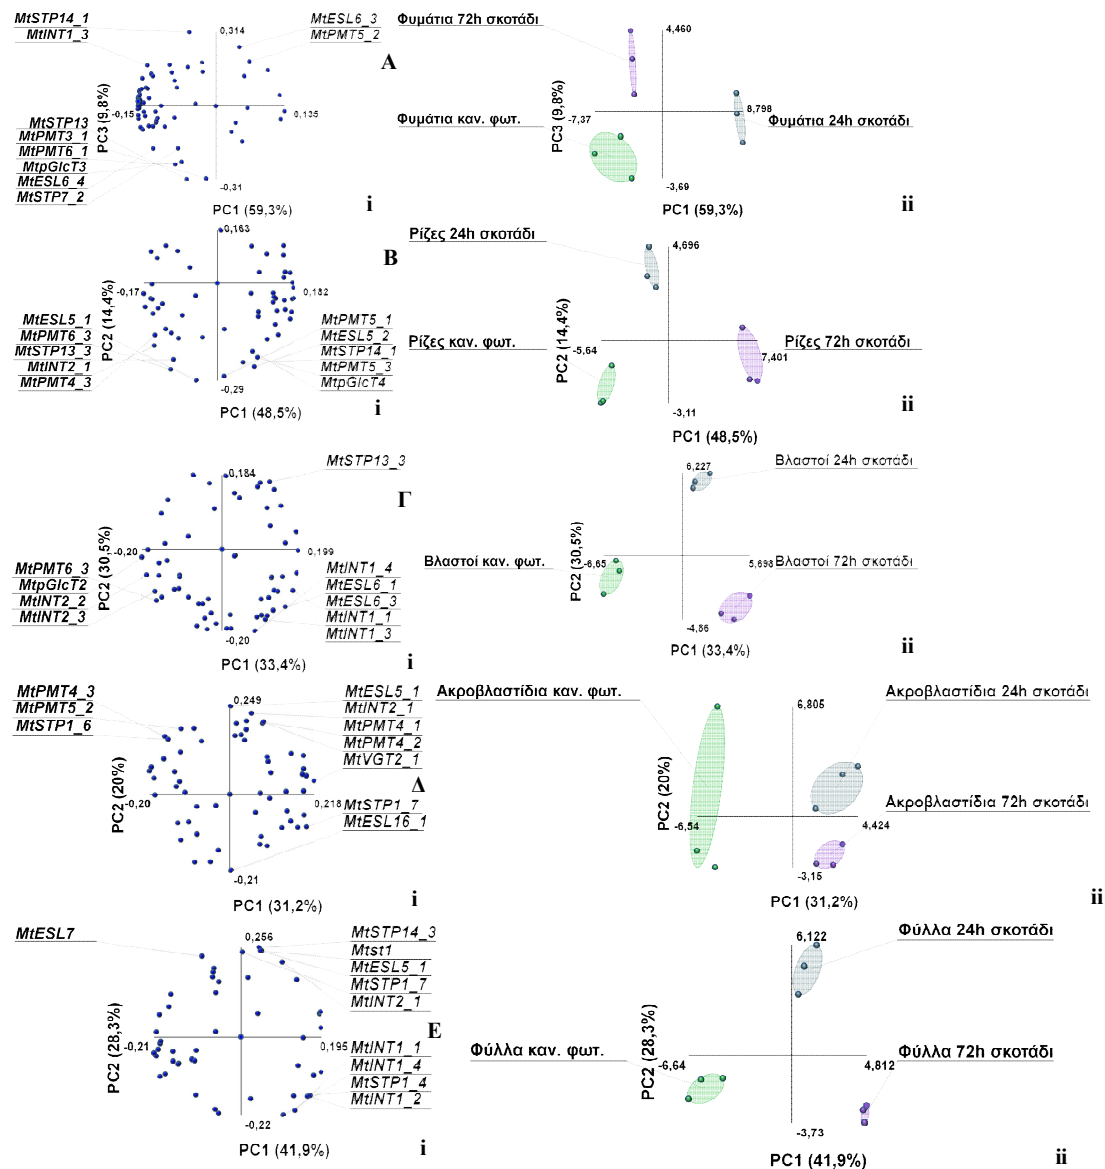 MtSTP14_1
MtINT1_3
0,314
MtESL6_3
MtPMT5_2
A
PC3 (9,8%)
-0,15
0,135
MtSTP13
MtPMT3_1
MtPMT6_1
MtpGlcT3
MtESL6_4
MtSTP7_2
-0,31
PC1 (59,3%)
i
Φυμάτια 72h σκοτάδι
4,460
Φυμάτια καν. φωτ.
PC3 (9,8%)
-7,37
8,798
Φυμάτια 24h σκοτάδι
-3,69
PC1 (59,3%)
ii
0,163
B
PC2 (14,4%)
-0,17
0,182
MtESL5_1
MtPMT6_3
MtSTP13_3
MtINT2_1
MtPMT4_3
MtPMT5_1
MtESL5_2
MtSTP14_1
MtPMT5_3
MtpGlcT4
-0,29
PC1 (48,5%)
i
Ρίζες 24h σκοτάδι
4,696
Ρίζες καν. φωτ.
PC2 (14,4%)
-5,64
7,401
Ρίζες 72h σκοτάδι
-3,11
PC1 (48,5%)
ii
0,184
MtSTP13_3
Γ
PC2 (30,5%)
-0,20
0,199
MtPMT6_3
MtpGlcT2
MtINT2_2
MtINT2_3
MtINT1_4
MtESL6_1
MtESL6_3
MtINT1_1
MtINT1_3
-0,20
PC1 (33,4%)
i
6,227
Βλαστοί 24h σκοτάδι
Βλαστοί καν. φωτ.
PC2 (30,5%)
-6,65
5,698
Βλαστοί 72h σκοτάδι
-4,86
PC1 (33,4%)
ii
MtPMT4_3
MtPMT5_2
MtSTP1_6
0,249
MtESL5_1
MtINT2_1
MtPMT4_1
MtPMT4_2
MtVGT2_1
Δ
PC2 (20%)
-0,20
0,218
MtSTP1_7
MtESL16_1
-0,21
PC1 (31,2%)
i
Ακροβλαστίδια καν. φωτ.
6,805
Ακροβλαστίδια 24h σκοτάδι
PC2 (20%)
-6,54
4,424
Ακροβλαστίδια 72h σκοτάδι
-3,15
PC1 (31,2%)
ii
MtESL7
0,256
MtSTP14_3
Mtst1
MtESL5_1
MtSTP1_7
MtINT2_1
E
PC2 (28,3%)
-0,21
0,195
MtINT1_1
MtINT1_4
MtSTP1_4
MtINT1_2
-0,22
PC1 (41,9%)
i
6,122
Φύλλα 24h σκοτάδι
Φύλλα καν. φωτ.
PC2 (28,3%)
-6,64
4,812
Φύλλα 72h σκοτάδι
-3,73
PC1 (41,9%)
ii